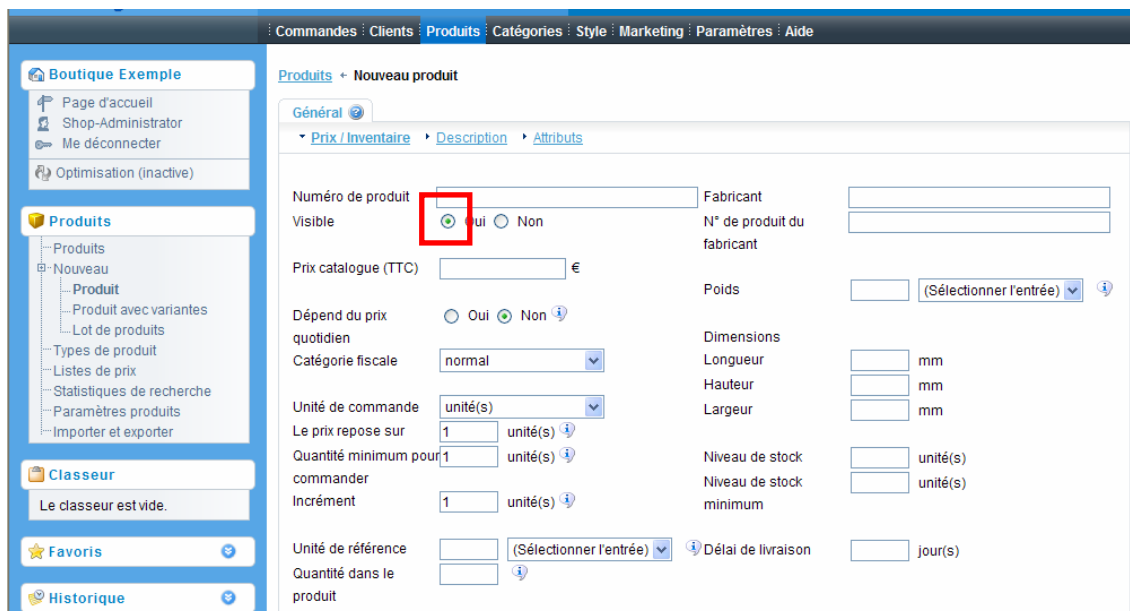 Commandes Clients Produits Catégories Style Marketing Paramètres Aide
Boutique Exemple
Page d'accueil
Shop-Administrator
Me déconnecter
Optimisation (inactive)
Produits
Produits
Nouveau
Produit
Produit avec variantes
Lot de produits
Types de produit
Listes de prix
Statistiques de recherche
Paramètres produits
Importer et exporter
Classeur
Le classeur est vide.
Favoris
Historique
Produits Nouveau produit
Général
Prix / Inventaire Description Attributs
Numéro de produit
Visible Oui Non
Prix catalogue (TTC) €
Dépend du prix
quotidien
Oui Non
Catégorie fiscale normal
Unité de commande unité(s)
Le prix repose sur 1 unité(s)
Quantité minimum pour
commander
1 unité(s)
Incrément 1 unité(s)
Unité de référence (Sélectionner l'entrée)
Quantité dans le
produit
Fabricant
N° de produit du
fabricant
Poids (Sélectionner l'entrée)
Dimensions
Longueur mm
Hauteur mm
Largeur mm
Niveau de stock unité(s)
Niveau de stock
minimum
unité(s)
Délai de livraison jour(s)